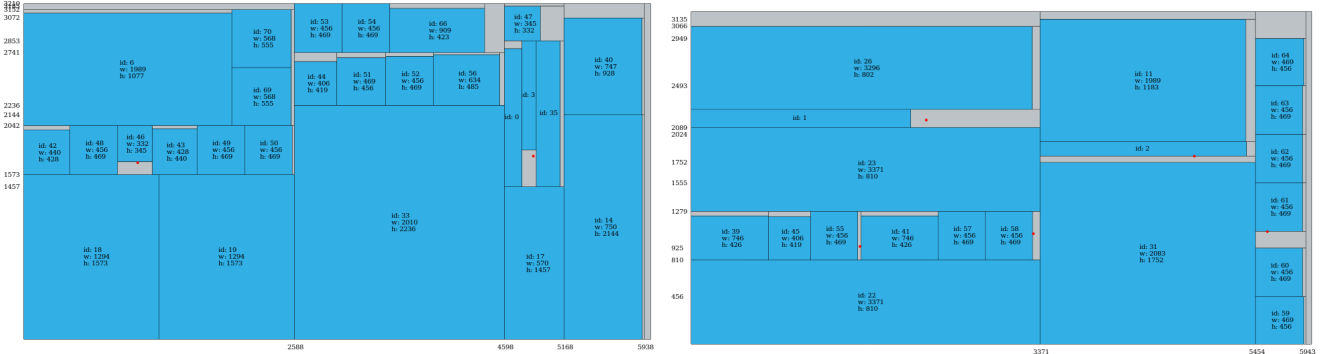 3152
3072
2853
2741
2236
2144
2042
1573
1457
id: 6
w: 1989
h: 1077
id: 70
w: 568
h: 555
id: 69
w: 568
h: 555
id: 53
w: 456
h: 469
id: 54
w: 456
h: 469
id: 66
w: 909
h: 423
id: 47
w: 345
h: 332
id: 40
w: 747
h: 928
id: 44
w: 406
h: 419
id: 51
w: 469
h: 456
id: 52
w: 456
h: 469
id: 56
w: 634
h: 485
id: 0
id: 3
id: 35
id: 42
w: 440
h: 428
id: 48
w: 456
h: 469
id: 46
w: 332
h: 345
id: 43
w: 428
h: 440
id: 49
w: 456
h: 469
id: 50
w: 456
h: 469
id: 18
w: 1294
h: 1573
id: 19
w: 1294
h: 1573
id: 33
w: 2010
h: 2236
id: 17
w: 570
h: 1457
id: 14
w: 750
h: 2144
2588
4598
5168
5938
3135
3066
2949
2493
2089
2024
1752
1555
1279
925
810
456
id: 26
w: 3296
h: 802
id: 1
id: 23
w: 3371
h: 810
id: 39
w: 746
h: 426
id: 45
w: 406
h: 419
id: 55
w: 456
h: 469
id: 41
w: 746
h: 426
id: 57
w: 456
h: 469
id: 58
w: 456
h: 469
id: 22
w: 3371
h: 810
id: 11
w: 1989
h: 1183
id: 2
id: 31
w: 2083
h: 1752
id: 64
w: 469
h: 456
id: 63
w: 456
h: 469
id: 62
w: 456
h: 469
id: 61
w: 456
h: 469
id: 60
w: 456
h: 469
id: 59
w: 469
h: 456
3371
5454
5943